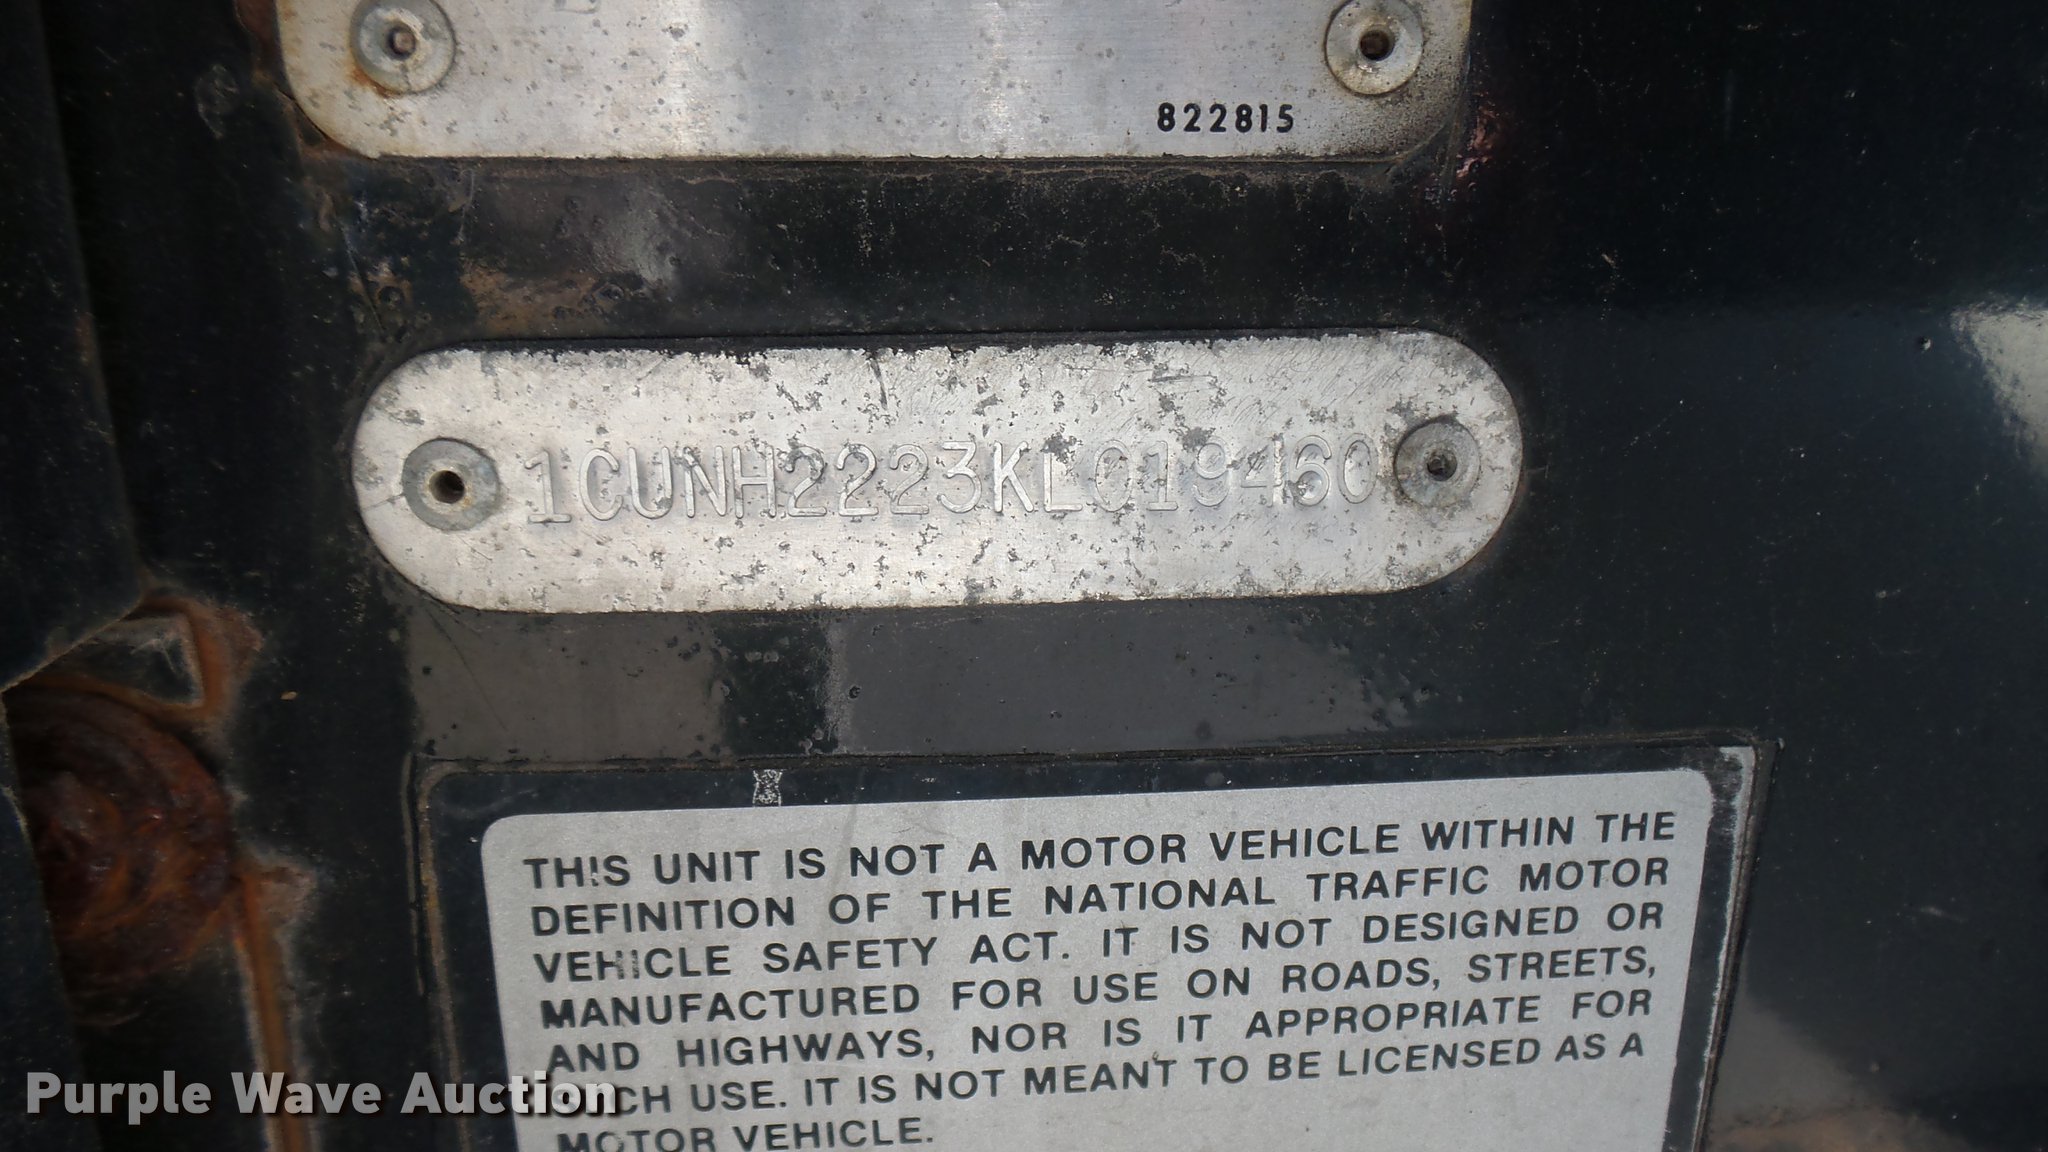 822815
1CUNH2223KL019460
THIS UNIT IS NOT A MOTOR VEHICLE WITHIN THE
DEFINITION OF THE NATIONAL TRAFFIC MOTOR
VEHICLE SAFETY ACT. IT IS NOT DESIGNED OR
MANUFACTURED FOR USE ON ROADS, STREETS,
AND HIGHWAYS, NOR IS IT APPROPRIATE FOR
SUCH USE. IT IS NOT MEANT TO BE LICENSED AS A
MOTOR VEHICLE.
Purple Wave Auction